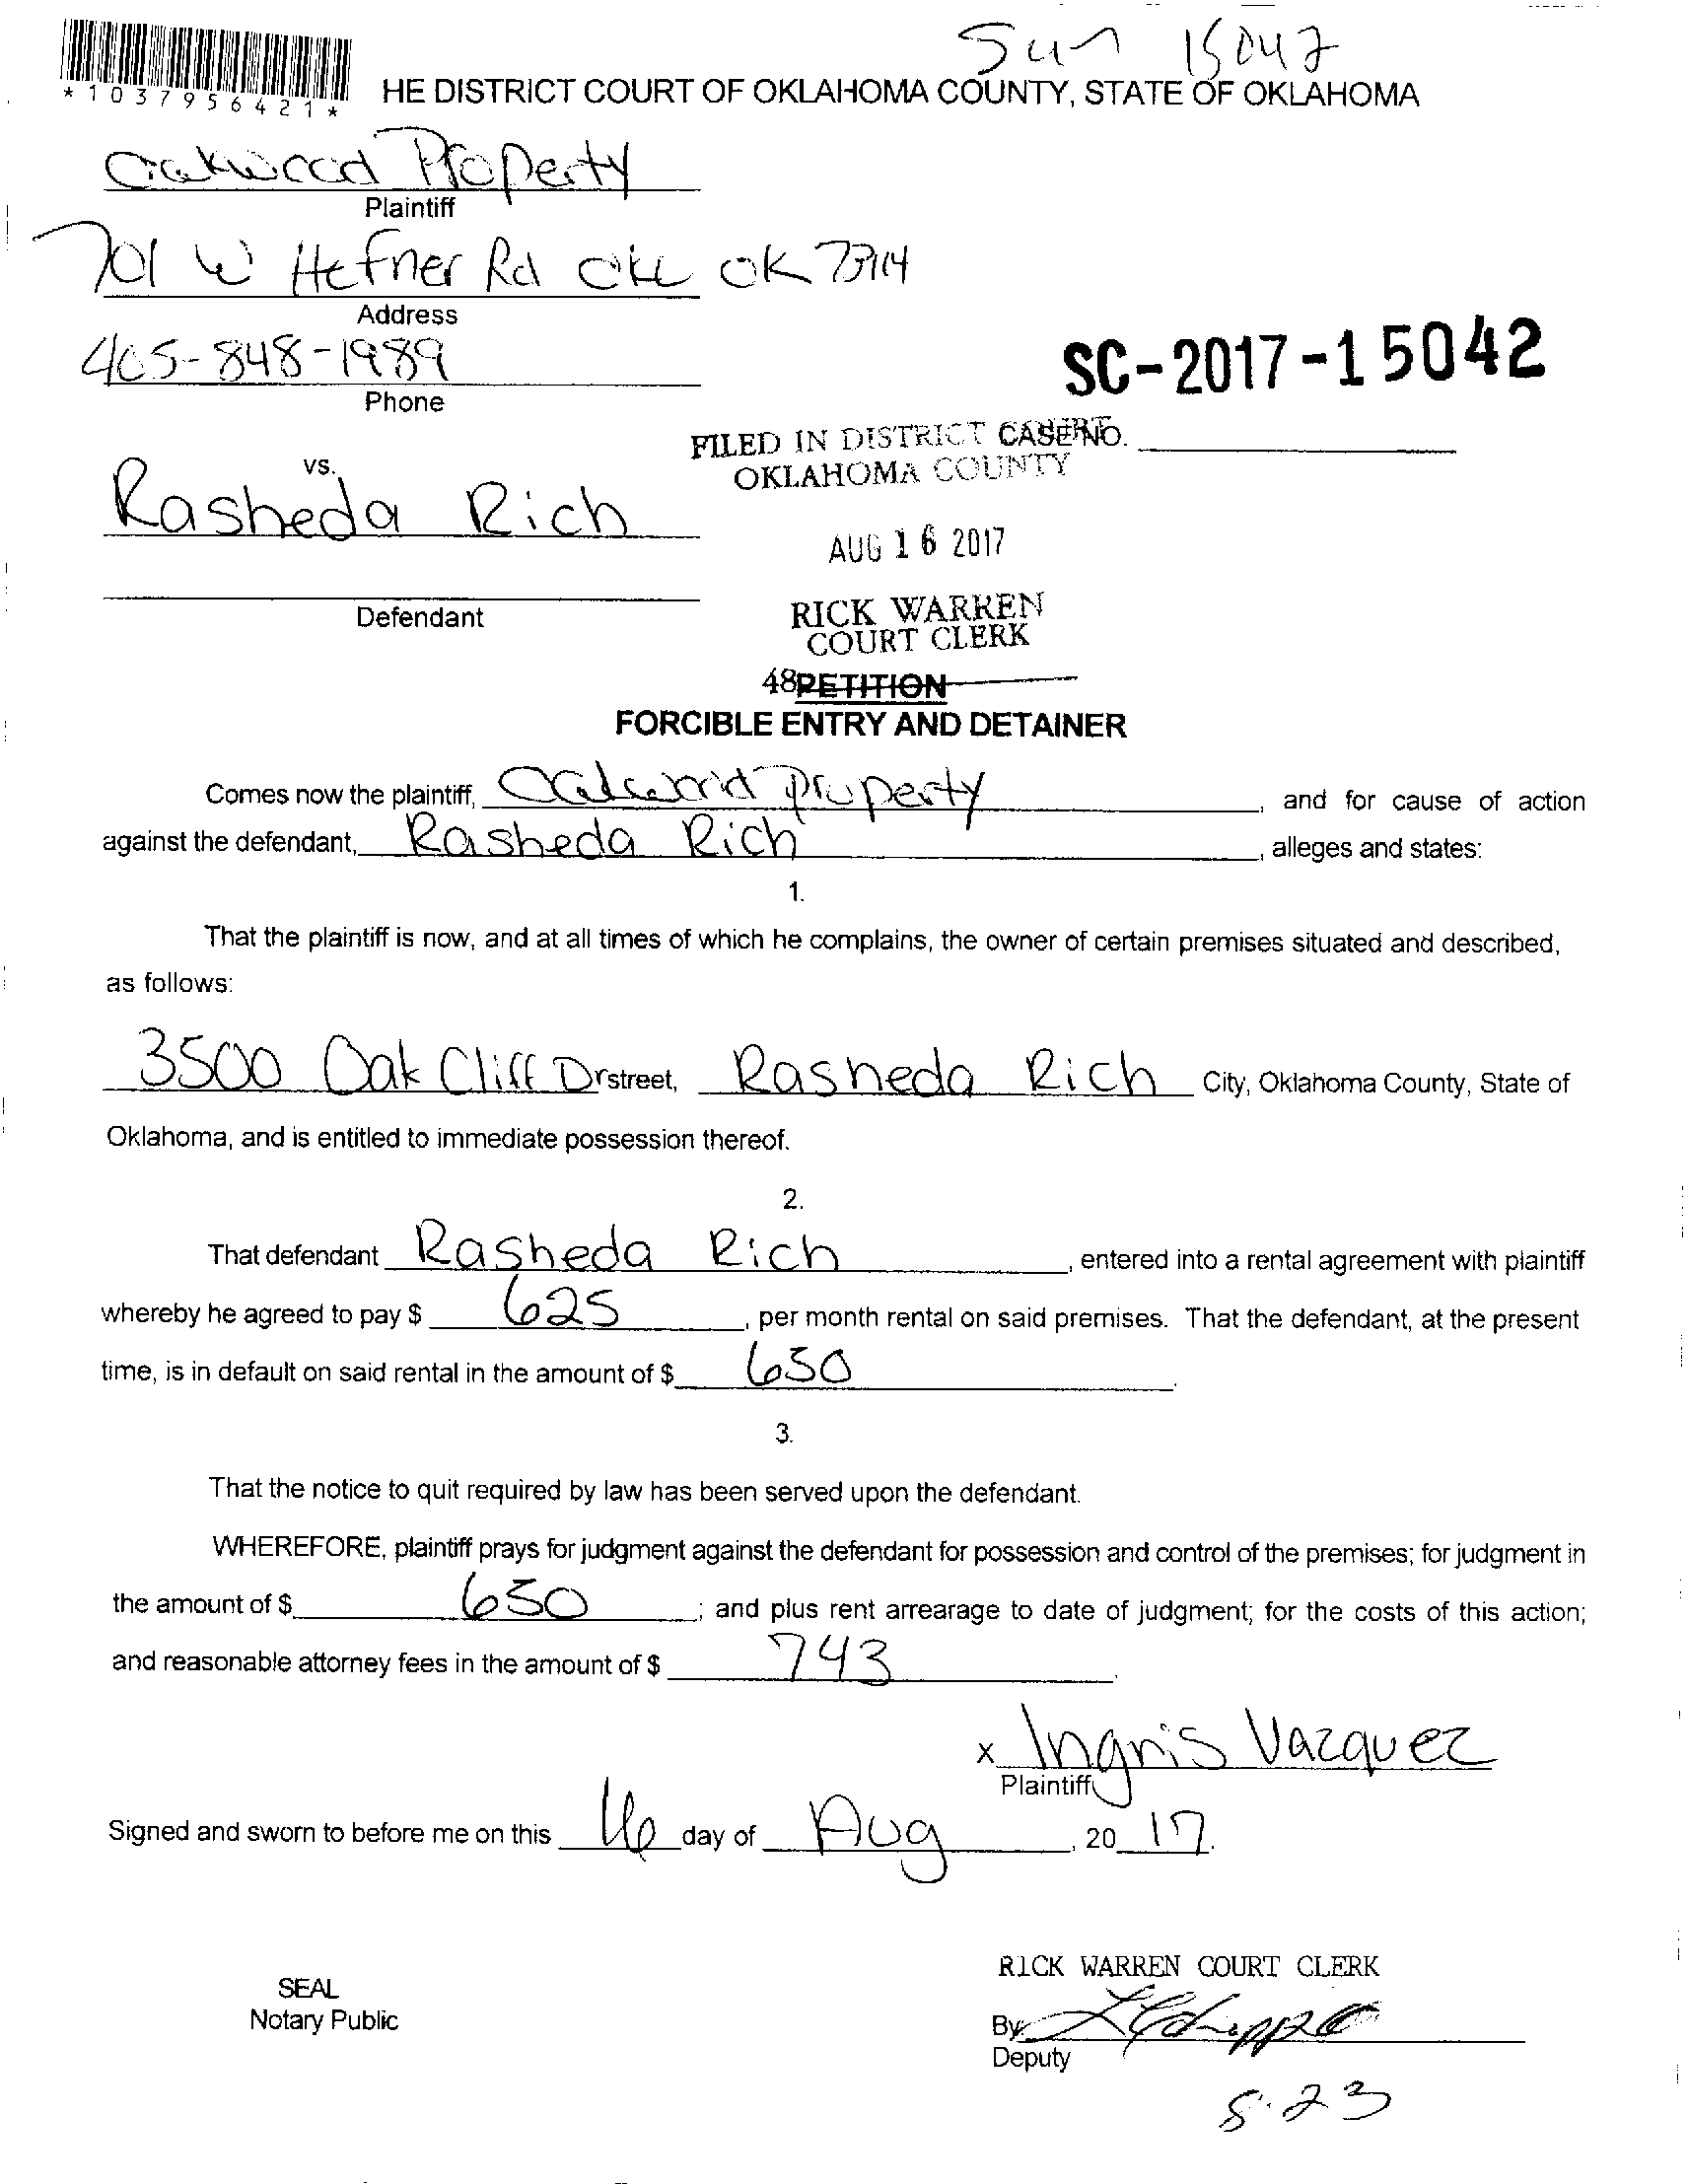 Sun 15042
*1037956421*
HE DISTRICT COURT OF OKLAHOMA COUNTY, STATE OF OKLAHOMA
Oakwood Property
Plaintiff
701 W Hefner Rd OKC OK 73114
Address
405-848-1989
Phone
SC-2017-15042
FILED IN DISTRICT COURT
CASE NO.
OKLAHOMA COUNTY
vs.
Rasheda Rich
AUG 16 2017
Defendant
RICK WARREN
COURT CLERK
48
PETITION
FORCIBLE ENTRY AND DETAINER
Comes now the plaintiff, Oakwood property, and for cause of action
against the defendant, Rasheda Rich, alleges and states:
1.
That the plaintiff is now, and at all times of which he complains, the owner of certain premises situated and described,
as follows:
3500 Oak Cliff Dr street, Rasheda Rich City, Oklahoma County, State of
Oklahoma, and is entitled to immediate possession thereof.
2.
That defendant Rasheda Rich, entered into a rental agreement with plaintiff
whereby he agreed to pay $ 625, per month rental on said premises. That the defendant, at the present
time, is in default on said rental in the amount of $ 650.
3.
That the notice to quit required by law has been served upon the defendant.
WHEREFORE, plaintiff prays for judgment against the defendant for possession and control of the premises; for judgment in
the amount of $ 650; and plus rent arrearage to date of judgment; for the costs of this action;
and reasonable attorney fees in the amount of $ 743.
x Ingris Vazquez
Plaintiff
Signed and sworn to before me on this 16 day of Aug, 20 17.
RICK WARREN COURT CLERK
SEAL
Notary Public
By
Deputy
8.23